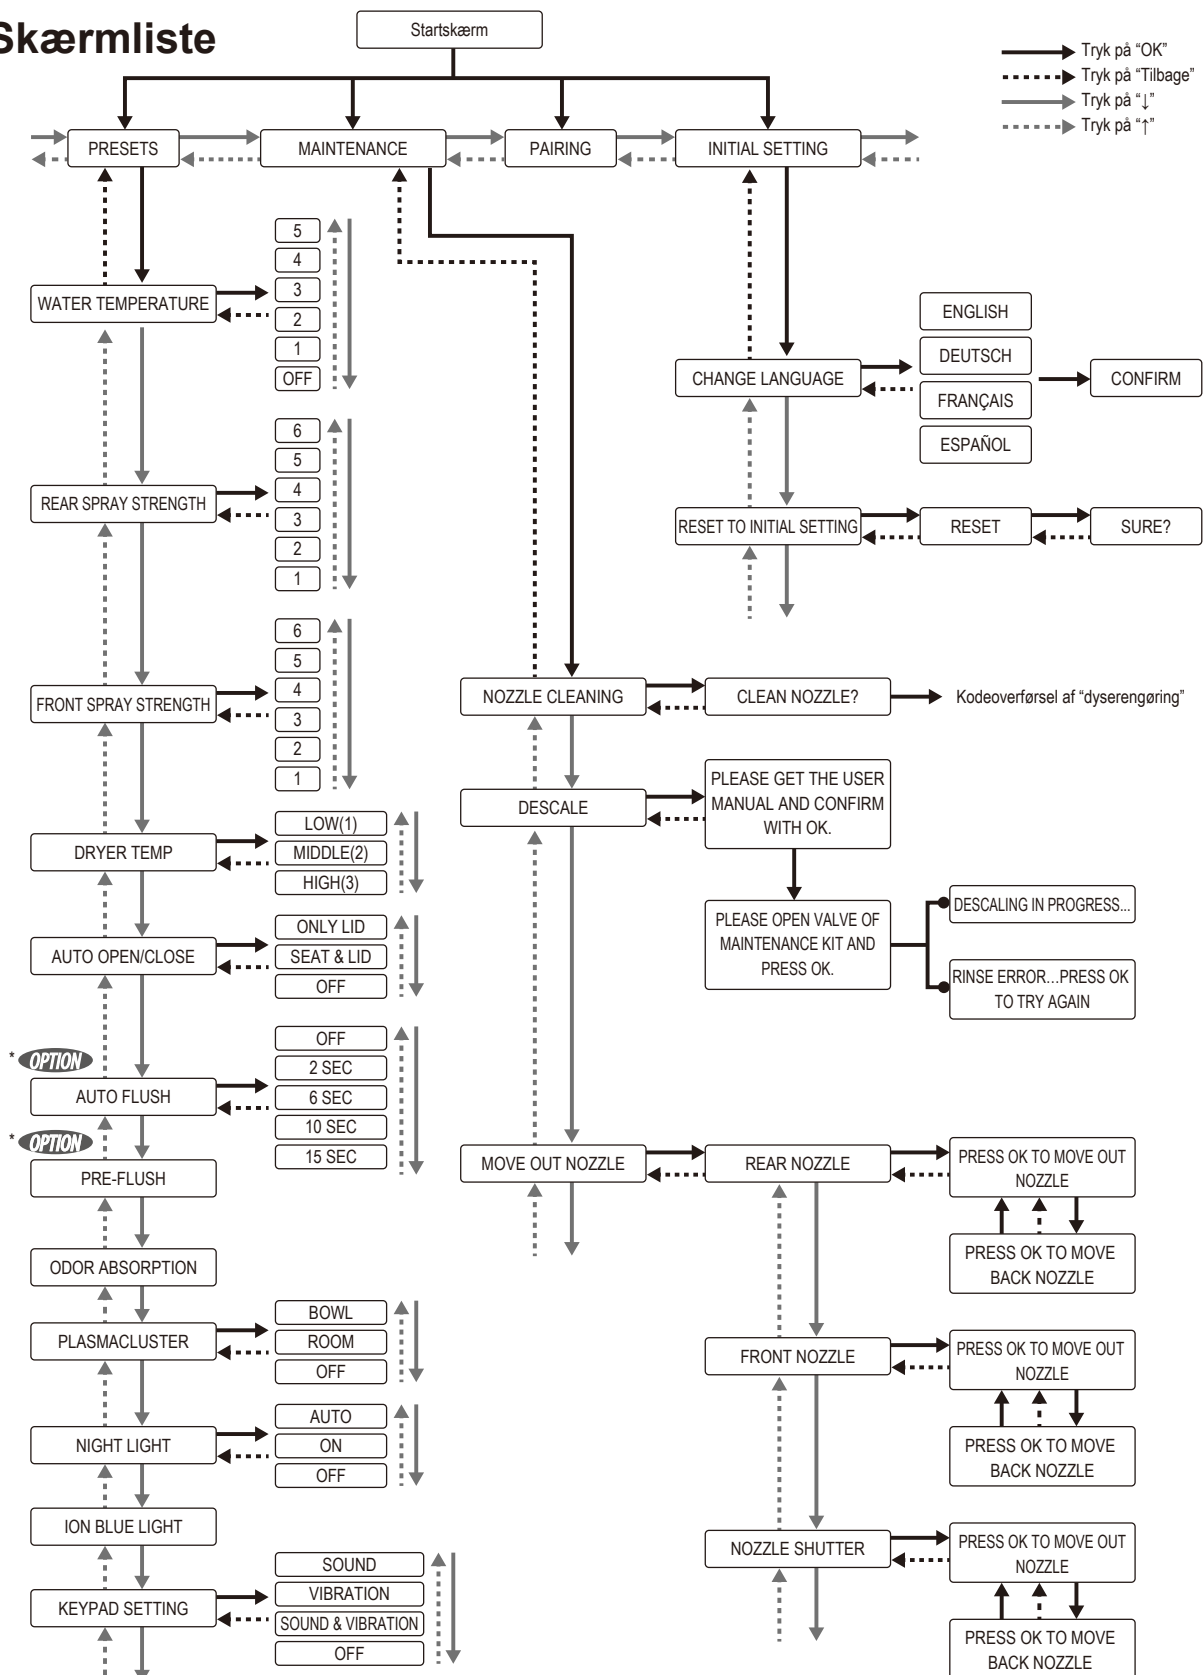 Skærmliste
Startskærm
Tryk på “OK”
Tryk på “Tilbage”
Tryk på “↓”
Tryk på “↑”
PRESETS
MAINTENANCE
PAIRING
INITIAL SETTING
WATER TEMPERATURE
5
4
3
2
1
OFF
REAR SPRAY STRENGTH
6
5
4
3
2
1
FRONT SPRAY STRENGTH
6
5
4
3
2
1
DRYER TEMP
LOW(1)
MIDDLE(2)
HIGH(3)
AUTO OPEN/CLOSE
ONLY LID
SEAT & LID
OFF
* OPTION
AUTO FLUSH
OFF
2 SEC
6 SEC
10 SEC
15 SEC
* OPTION
PRE-FLUSH
ODOR ABSORPTION
PLASMACLUSTER
BOWL
ROOM
OFF
NIGHT LIGHT
AUTO
ON
OFF
ION BLUE LIGHT
KEYPAD SETTING
SOUND
VIBRATION
SOUND & VIBRATION
OFF
NOZZLE CLEANING
CLEAN NOZZLE?
Kodeoverførsel af “dyserengøring”
DESCALE
PLEASE GET THE USER
MANUAL AND CONFIRM
WITH OK.
PLEASE OPEN VALVE OF
MAINTENANCE KIT AND
PRESS OK.
DESCALING IN PROGRESS...
RINSE ERROR…PRESS OK
TO TRY AGAIN
MOVE OUT NOZZLE
REAR NOZZLE
PRESS OK TO MOVE OUT
NOZZLE
PRESS OK TO MOVE
BACK NOZZLE
FRONT NOZZLE
PRESS OK TO MOVE OUT
NOZZLE
PRESS OK TO MOVE
BACK NOZZLE
NOZZLE SHUTTER
PRESS OK TO MOVE OUT
NOZZLE
PRESS OK TO MOVE
BACK NOZZLE
CHANGE LANGUAGE
ENGLISH
DEUTSCH
FRANÇAIS
ESPAÑOL
CONFIRM
RESET TO INITIAL SETTING
RESET
SURE?